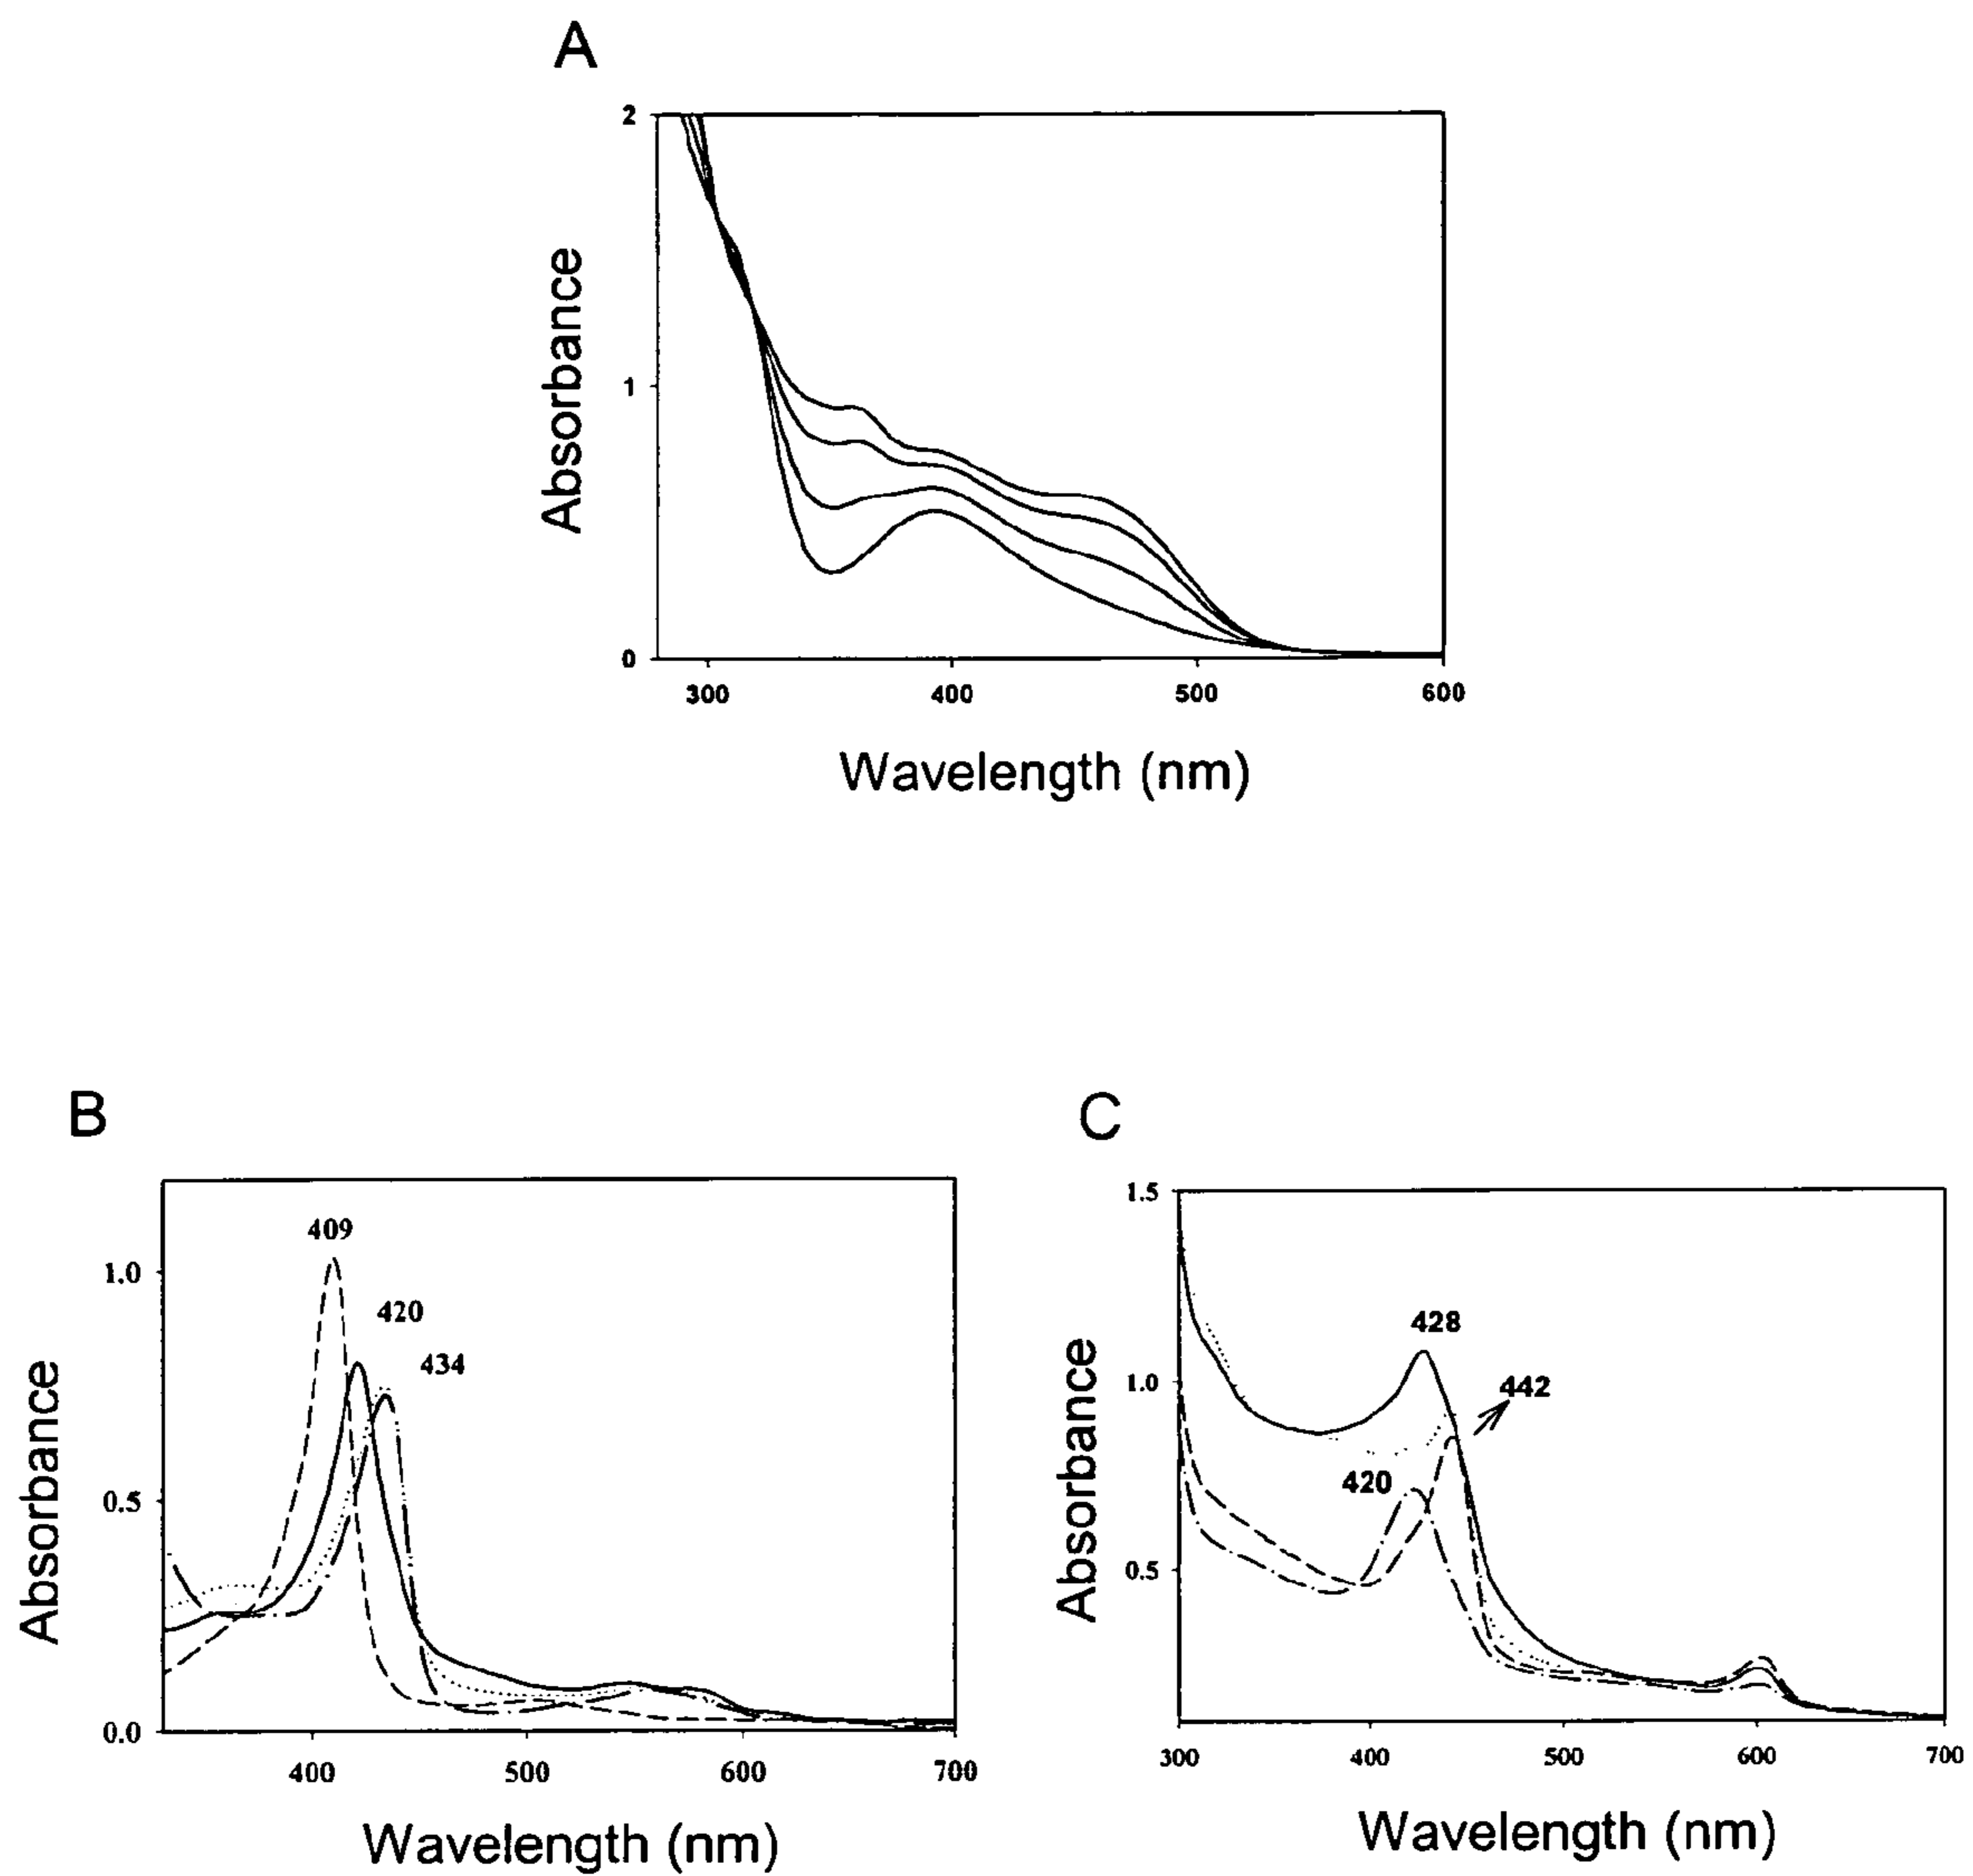 A
2
1
0
Absorbance
300 400 500 600
Wavelength (nm)
B
409
420
434
1.0
0.5
0.0
Absorbance
400 500 600 700
Wavelength (nm)
C
1.5
1.0
0.5
428
442
420
Absorbance
300 400 500 600 700
Wavelength (nm)